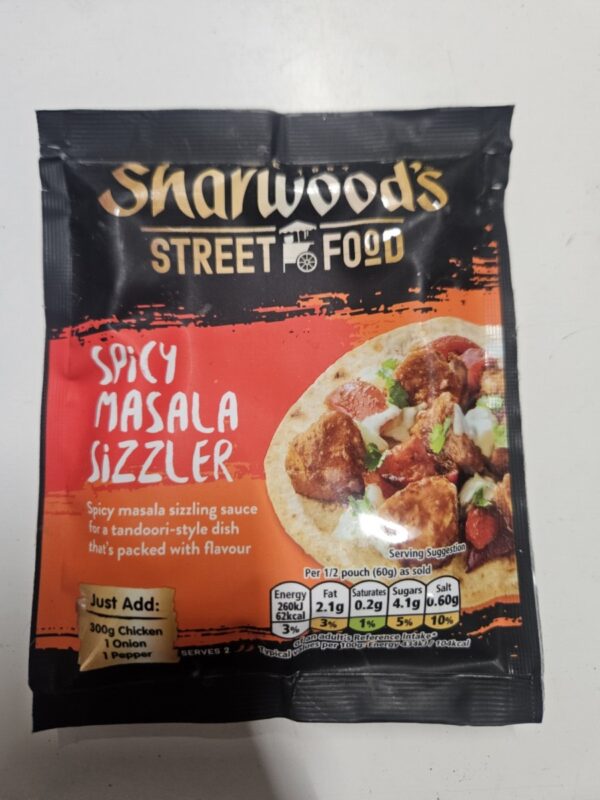 Sharwood's
STREET FOOD
SPICY
MASALA
SIZZLER
Spicy masala sizzling sauce
for a tandoori-style dish
that's packed with flavour
Serving Suggestion
Per 1/2 pouch (60g) as sold
Energy
260kJ
62kcal
3%
Fat
2.1g
3%
Saturates
0.2g
1%
Sugars
4.1g
5%
Salt
0.60g
10%
of an adult's Reference Intake*
Typical values per 100g: Energy 434kJ / 104kcal
Just Add:
300g Chicken
1 Onion
1 Pepper
SERVES 2